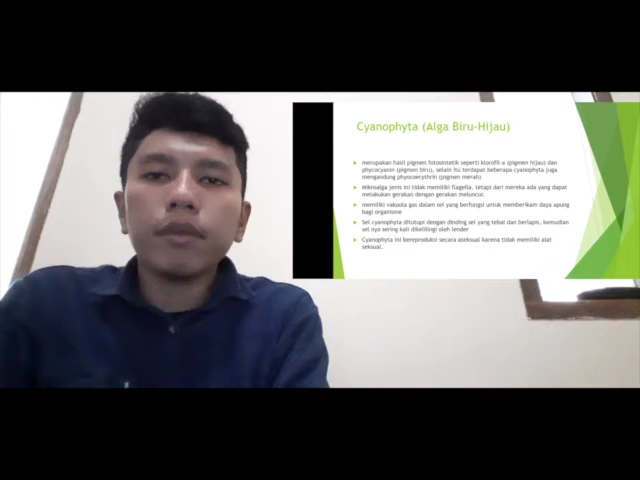 Cyanophyta (Alga Biru-Hijau)
merupakan hasil pigmen fotosintetik seperti klorofil-a (pigmen hijau) dan
phycocyanin (pigmen biru), selain itu terdapat beberapa cyanophyta juga
mengandung phycoerythrin (pigmen merah)
Mikroalga jenis ini tidak memiliki flagella. tetapi dari mereka ada yang dapat
melakukan gerakan dengan gerakan meluncur.
memiliki vakuola gas dalam sel yang berfungsi untuk memberikam daya apung
bagi organisme
Sel cyanophyta ditutupi dengan dinding sel yang tebal dan berlapis, kemudian
sel nya sering kali dikelilingi oleh lender
Cyanophyta ini bereproduksi secara aseksual karena tidak memiliki alat
seksual.